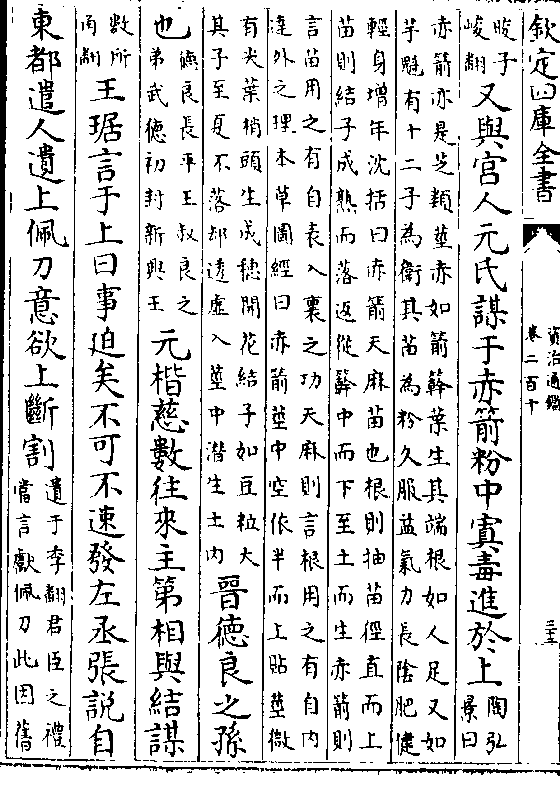 欽定四庫全書
資治通鑑
卷二百十
晙子
峻翻
又與宮人元氏謀于赤箭粉中寘毒進於上
陶弘
景曰
赤箭亦是芝類莖亦如箭簳葉生其端根如人足又如
芋魁有十二子為衛其苗為粉久服益氣力長陰肥健
輕身增年沈括曰赤箭天麻苗也根則抽苗徑直而上
苗則結子成熟而落返從簳中而下至土而生赤箭則
言苗用之有自表入裏之功天麻則言根用之有自内
達外之理本草圖經曰赤箭莖中空依半而上貼莖微
有尖葉梢頭生成穗開花結子如豆粒大
其子至夏不落却透虛入莖中潛生土内
晉德良之孫
也
德良長平王叔良之
弟武德初封新興王
元楷慈數往來主第相與結謀
數所
角翻
王琚言于上曰事迫矣不可不速發左丞張説自
東都遣人遺上佩刀意欲上斷割
遺于季翻君臣之禮
當言獻佩刀此因舊